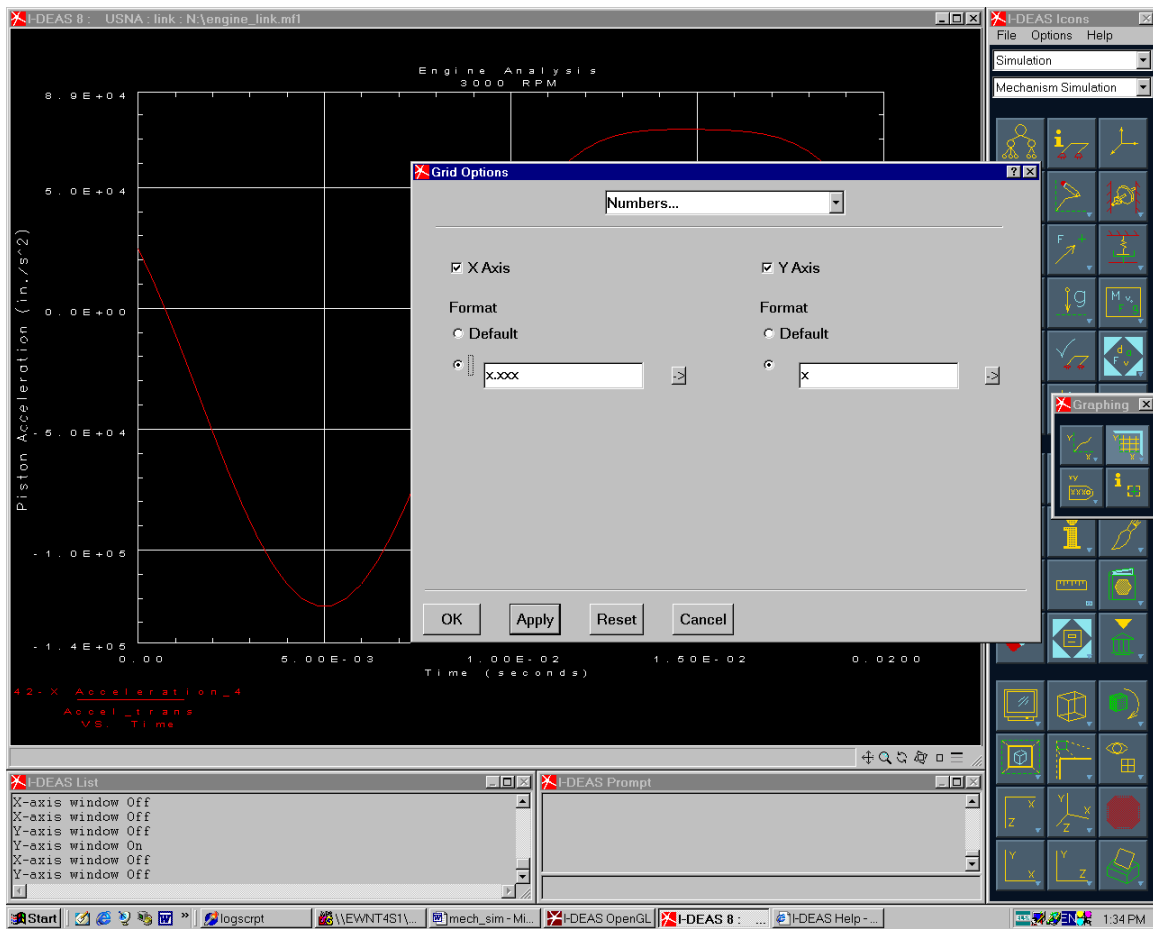 I-DEAS 8 : USNA : link : N:\engine_link.mf1
Engine Analysis
3000 RPM
8.9E+04
5.0E+04
0.0E+00
-5.0E+04
-1.0E+05
-1.4E+05
Piston Acceleration (in./s^2)
0.00
5.00E-03
1.00E-02
1.50E-02
0.0200
Time (seconds)
42-X Acceleration_4
Accel_trans
VS. Time
Grid Options
Numbers...
X Axis
Y Axis
Format
Format
Default
Default
x.xxx
->
x
->
OK
Apply
Reset
Cancel
I-DEAS Icons
File Options Help
Simulation
Mechanism Simulation
Graphing
I-DEAS List
X-axis window Off
X-axis window Off
Y-axis window Off
Y-axis window On
X-axis window Off
Y-axis window Off
I-DEAS Prompt
Start
logscrpt
\\EWNT4S1\...
mech_sim - Mi...
I-DEAS OpenGL
I-DEAS 8 : ...
I-DEAS Help - ...
EN
1:34 PM